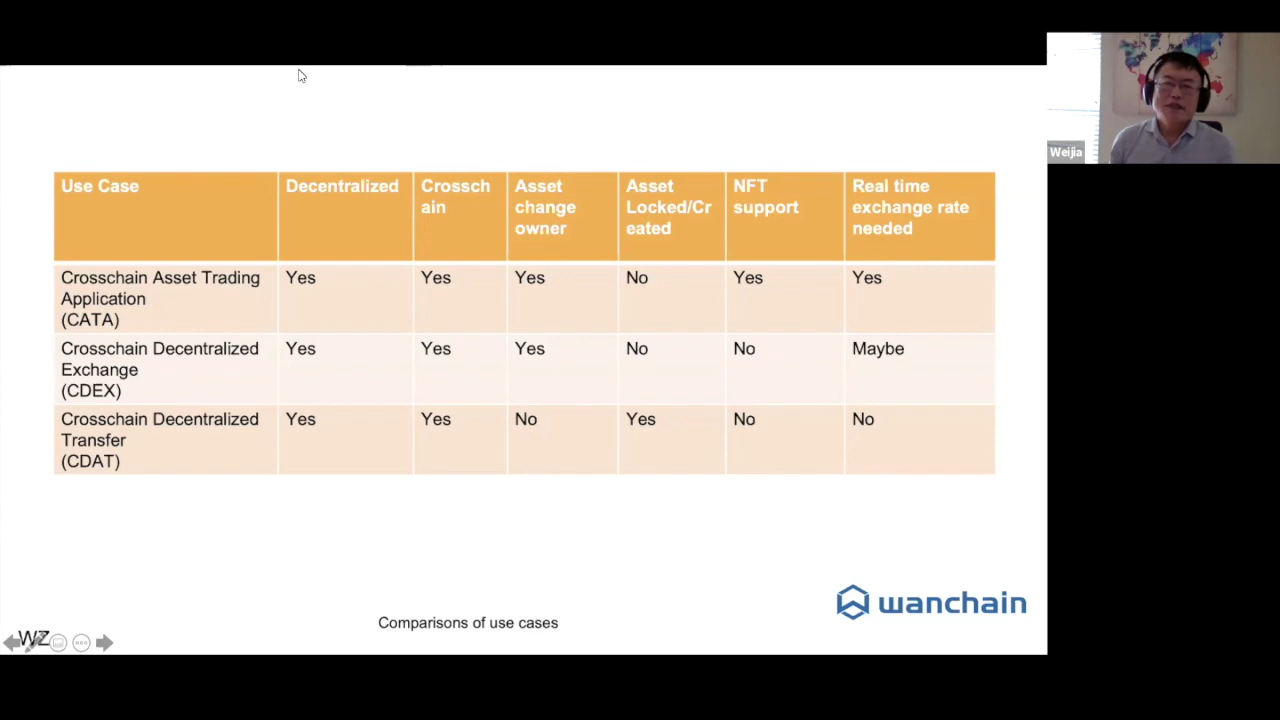 Weijia
Use Case
Decentralized
Crossch
ain
Asset
change
owner
Asset
Locked/Cr
eated
NFT
support
Real time
exchange rate
needed
Crosschain Asset Trading
Application
(CATA)
Yes
Yes
Yes
No
Yes
Yes
Crosschain Decentralized
Exchange
(CDEX)
Yes
Yes
Yes
No
No
Maybe
Crosschain Decentralized
Transfer
(CDAT)
Yes
Yes
No
Yes
No
No
wanchain
Comparisons of use cases
WZ